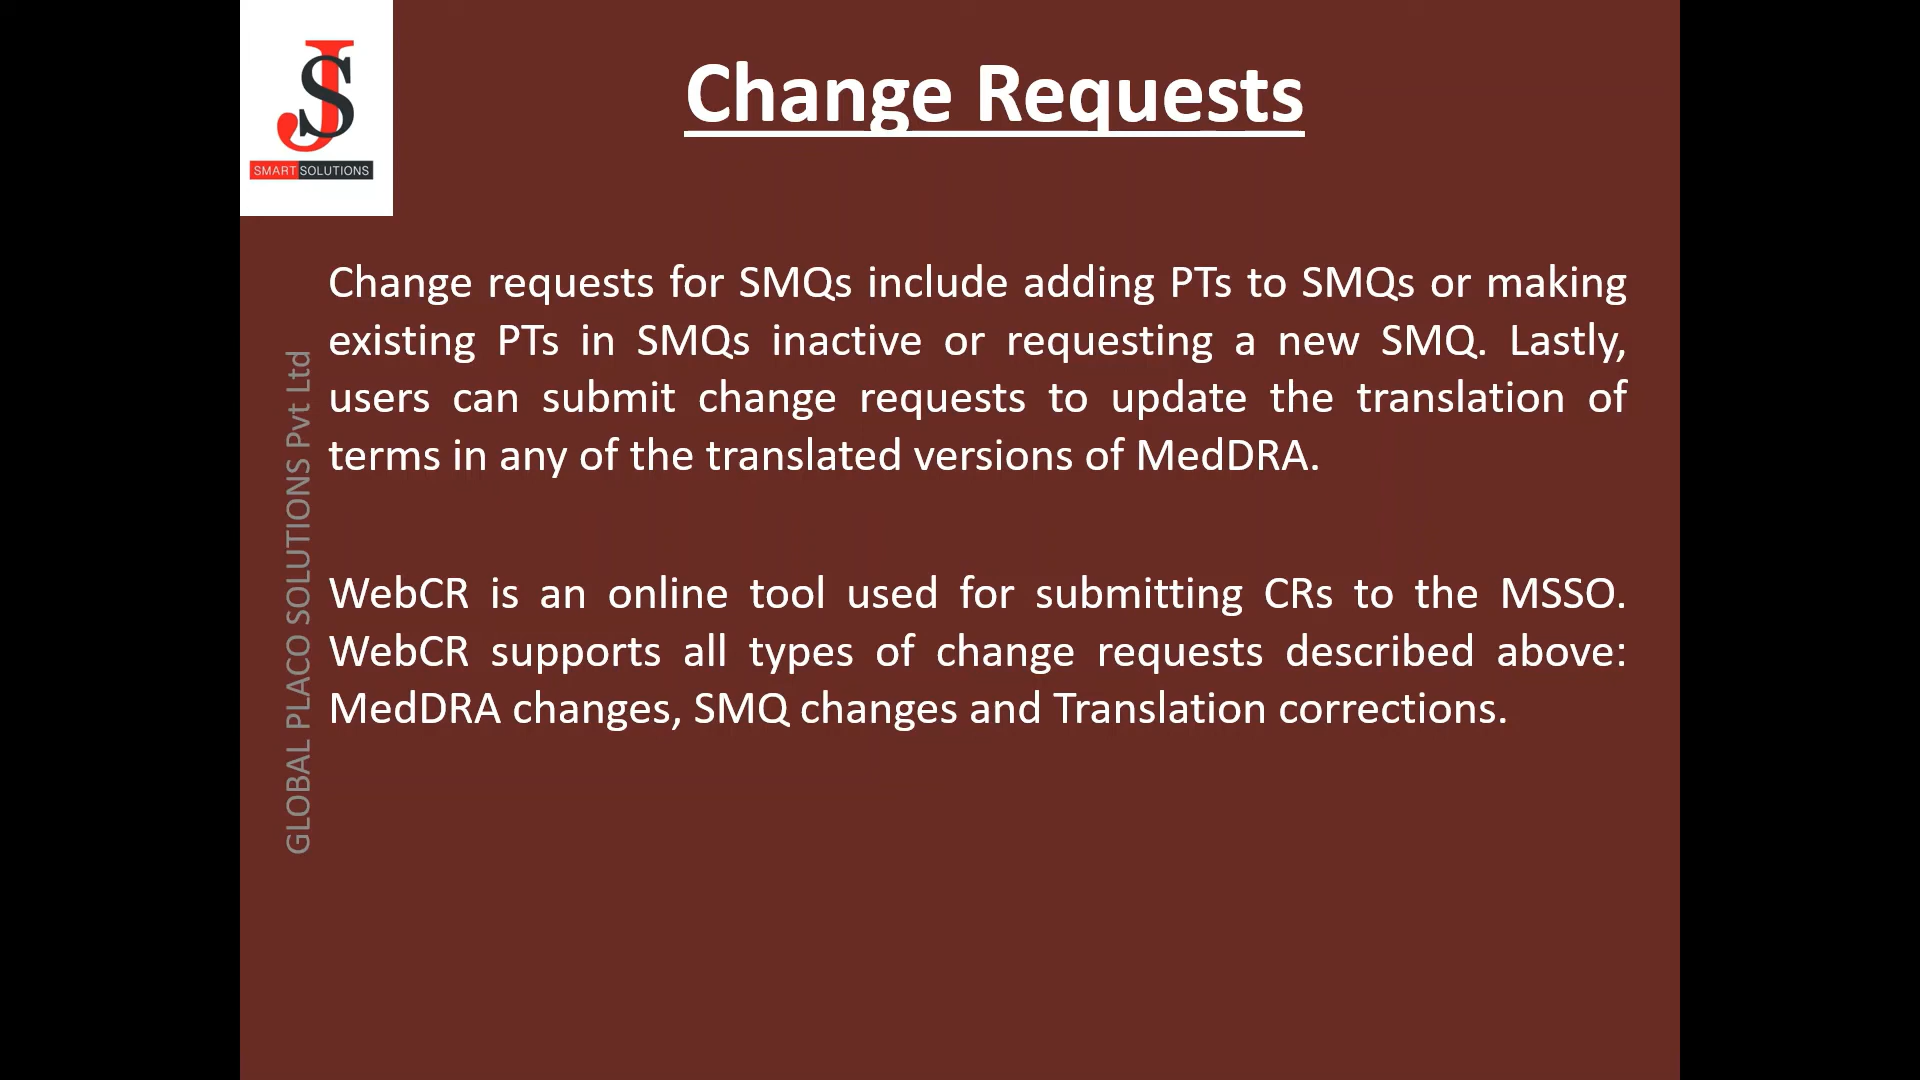 JS
SMART SOLUTIONS
Change Requests
Change requests for SMQs include adding PTs to SMQs or making
existing PTs in SMQs inactive or requesting a new SMQ. Lastly,
users can submit change requests to update the translation of
terms in any of the translated versions of MedDRA.
WebCR is an online tool used for submitting CRs to the MSSO.
WebCR supports all types of change requests described above:
MedDRA changes, SMQ changes and Translation corrections.
GLOBAL PLACO SOLUTIONS Pvt Ltd